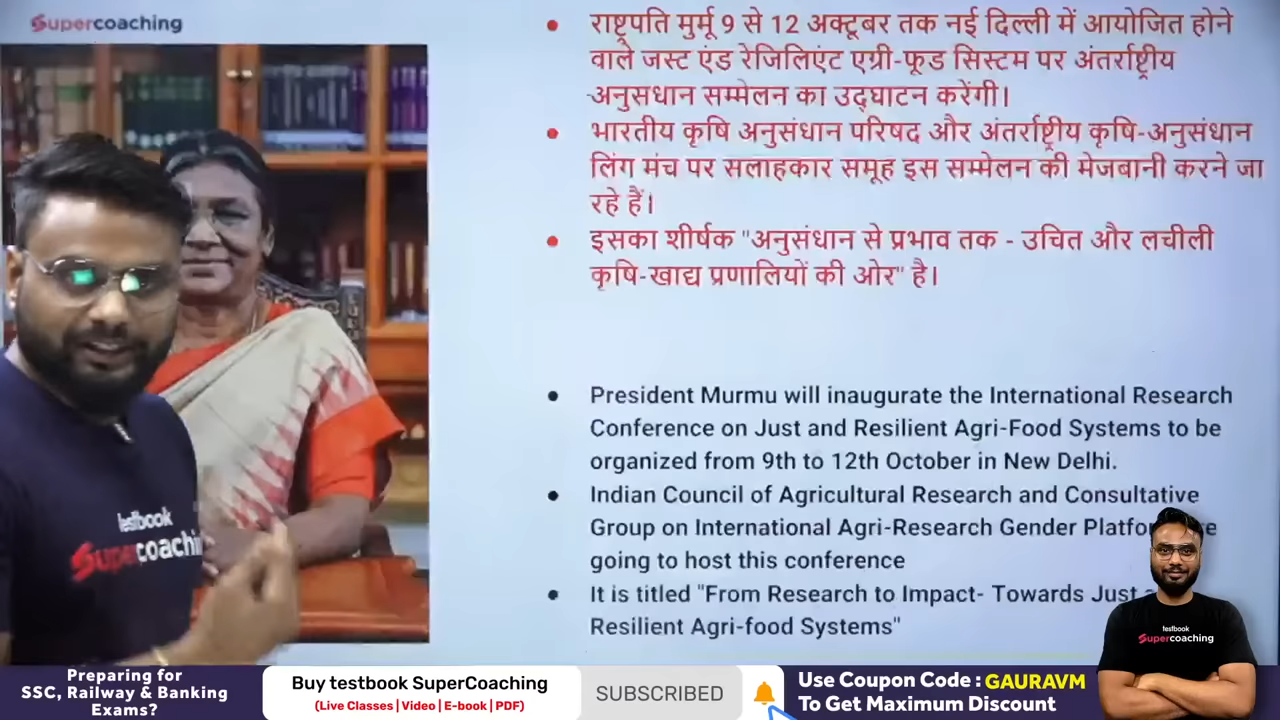 Supercoaching
राष्ट्रपति मुर्मू 9 से 12 अक्टूबर तक नई दिल्ली में आयोजित होने
वाले जस्ट एंड रेजिलिएंट एग्री-फूड सिस्टम पर अंतर्राष्ट्रीय
अनुसंधान सम्मेलन का उद्घाटन करेंगी।
भारतीय कृषि अनुसंधान परिषद और अंतर्राष्ट्रीय कृषि-अनुसंधान
लिंग मंच पर सलाहकार समूह इस सम्मेलन की मेजबानी करने जा
रहे हैं।
इसका शीर्षक "अनुसंधान से प्रभाव तक - उचित और लचीली
कृषि-खाद्य प्रणालियों की ओर" है।
President Murmu will inaugurate the International Research
Conference on Just and Resilient Agri-Food Systems to be
organized from 9th to 12th October in New Delhi.
Indian Council of Agricultural Research and Consultative
Group on International Agri-Research Gender
going to host this conference
It is titled "From Research to Impact- Towards Just
Resilient Agri-food Systems"
testbook
Supercoaching
testbook
Supercoaching
Preparing for
SSC, Railway & Banking
Exams?
Buy testbook SuperCoaching
(Live Classes | Video | E-book | PDF)
SUBSCRIBED
Use Coupon Code : GAURAVM
To Get Maximum Discount